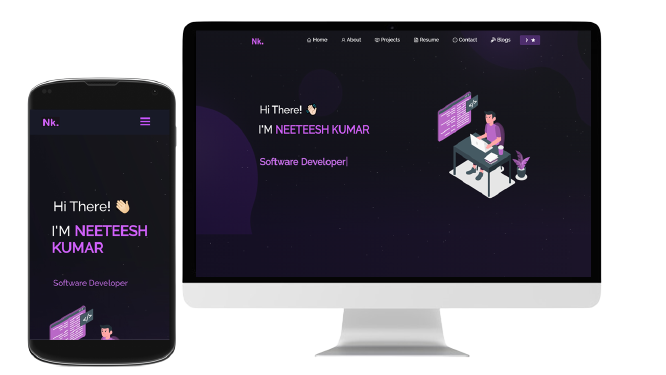 Nk.
Home About Projects Resume Contact Blogs
Hi There!
I'M NEETEESH KUMAR
Software Developer
</>
Nk.
Hi There!
I'M NEETEESH
KUMAR
Software Developer
</>